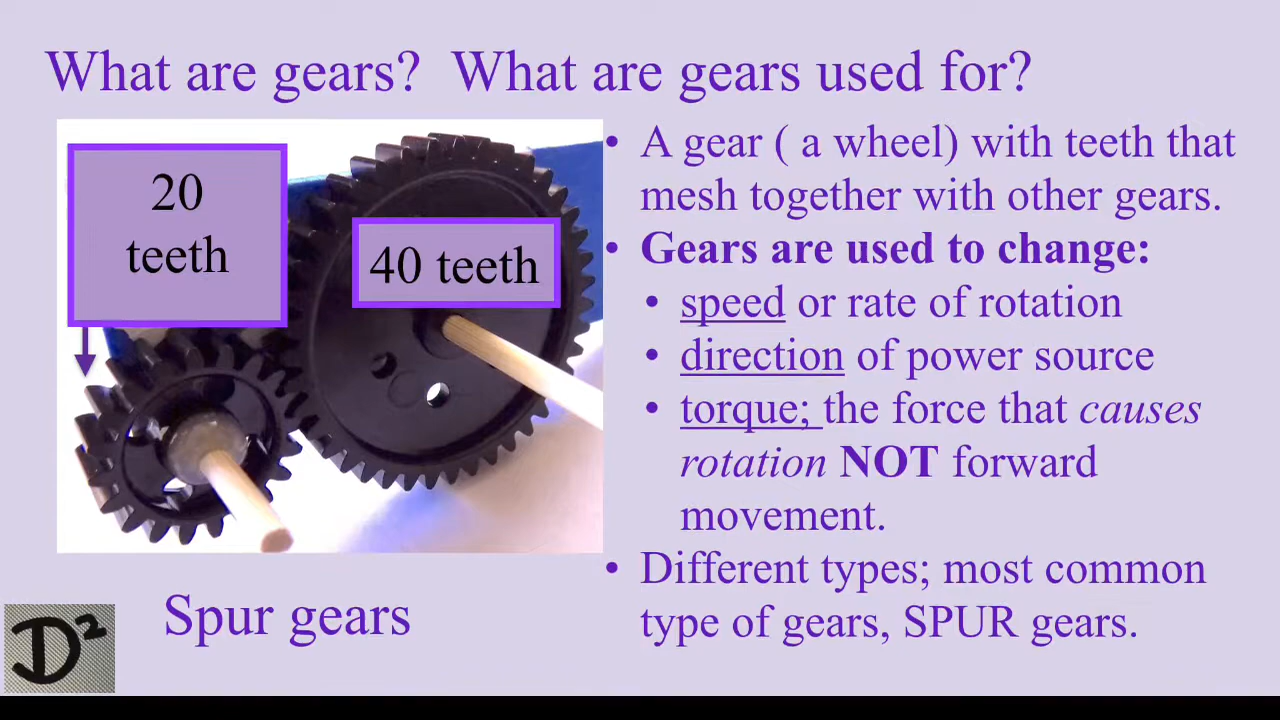 What are gears?  What are gears used for?
20
teeth
40 teeth
Spur gears
• A gear ( a wheel) with teeth that
mesh together with other gears.
• Gears are used to change:
• speed or rate of rotation
• direction of power source
• torque; the force that causes
rotation NOT forward
movement.
• Different types; most common
type of gears, SPUR gears.
D²